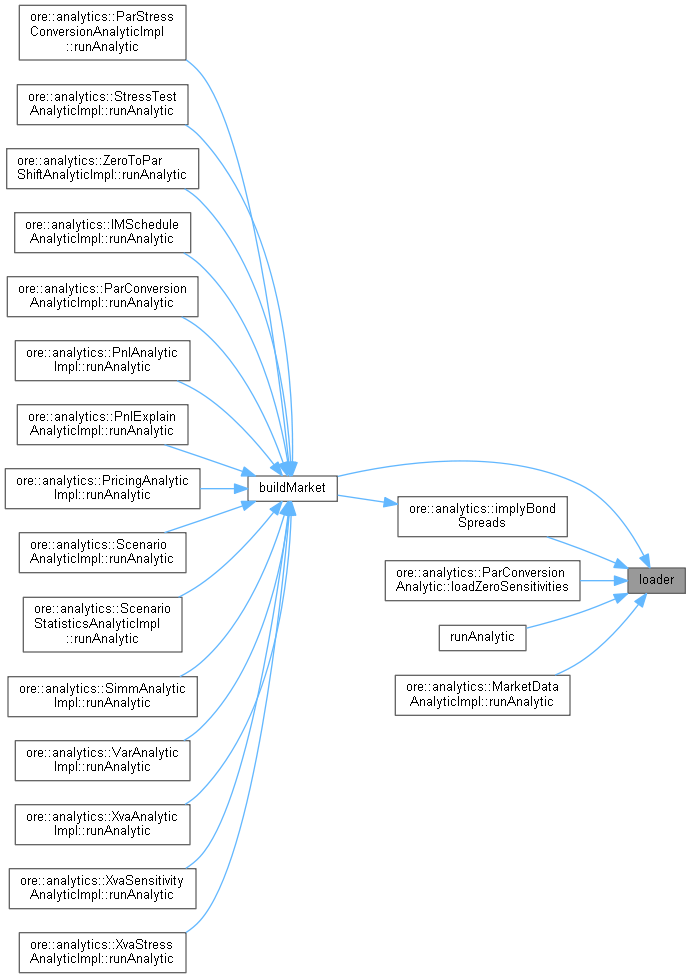 ore::analytics::ParStress
ConversionAnalyticImpl
::runAnalytic
ore::analytics::StressTest
AnalyticImpl::runAnalytic
ore::analytics::ZeroToPar
ShiftAnalyticImpl::runAnalytic
ore::analytics::IMSchedule
AnalyticImpl::runAnalytic
ore::analytics::ParConversion
AnalyticImpl::runAnalytic
ore::analytics::PnlAnalytic
Impl::runAnalytic
ore::analytics::PnlExplain
AnalyticImpl::runAnalytic
ore::analytics::PricingAnalytic
Impl::runAnalytic
ore::analytics::Scenario
AnalyticImpl::runAnalytic
ore::analytics::Scenario
StatisticsAnalyticImpl
::runAnalytic
ore::analytics::SimmAnalytic
Impl::runAnalytic
ore::analytics::VarAnalytic
Impl::runAnalytic
ore::analytics::XvaAnalytic
Impl::runAnalytic
ore::analytics::XvaSensitivity
AnalyticImpl::runAnalytic
ore::analytics::XvaStress
AnalyticImpl::runAnalytic
buildMarket
ore::analytics::implyBond
Spreads
ore::analytics::ParConversion
Analytic::loadZeroSensitivities
runAnalytic
ore::analytics::MarketData
AnalyticImpl::runAnalytic
loader